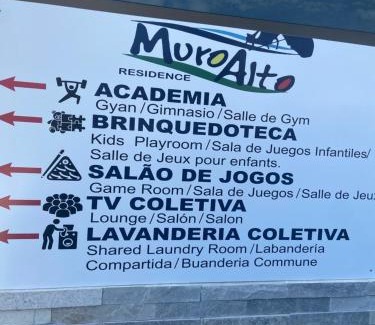 MuroAlto
RESIDENCE
ACADEMIA
Gyan/Gimnasio/Salle de Gym
BRINQUEDOTECA
Kids Playroom/Sala de Juegos Infantiles/
Salle de Jeux pour enfants.
SALÃO DE JOGOS
Game Room/Sala de Juegos/Salle de Jeux
TV COLETIVA
Lounge/Salón/Salon
LAVANDERIA COLETIVA
Shared Laundry Room/Labanderia
Compartida/Buanderie Commune